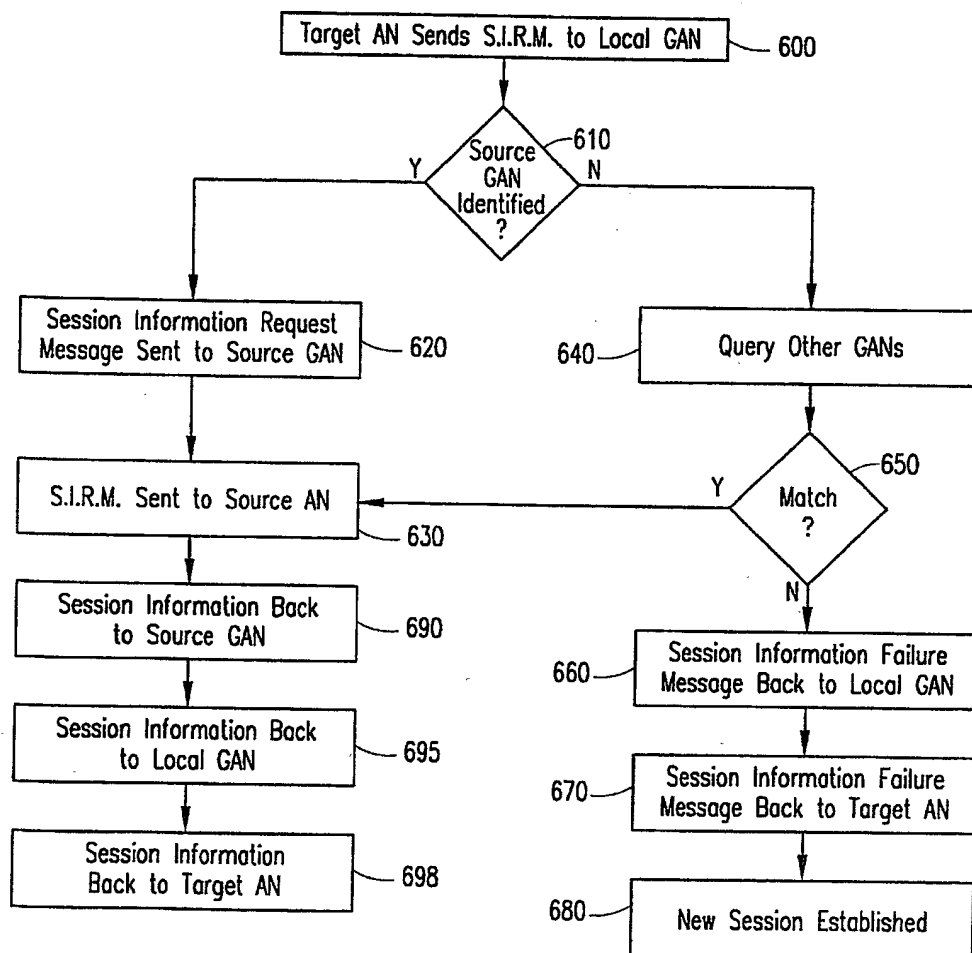 Target AN Sends S.I.R.M. to Local GAN
600
610
Source
GAN
Identified
?
Y
N
Session Information Request
Message Sent to Source GAN
620
640
Query Other GANs
650
Match
?
Y
N
S.I.R.M. Sent to Source AN
630
Session Information Back
to Source GAN
690
660
Session Information Failure
Message Back to Local GAN
Session Information Back
to Local GAN
695
670
Session Information Failure
Message Back to Target AN
Session Information
Back to Target AN
698
680
New Session Established